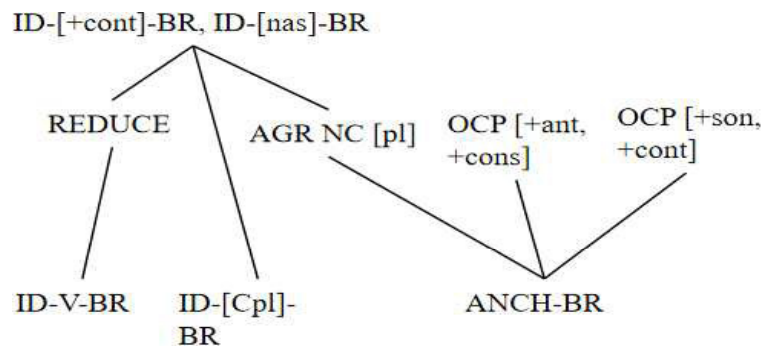 ID-[+cont]-BR, ID-[nas]-BR
REDUCE
AGR NC [pl]
OCP [+ant,
+cons]
OCP [+son,
+cont]
ID-V-BR
ID-[Cpl]-
BR
ANCH-BR